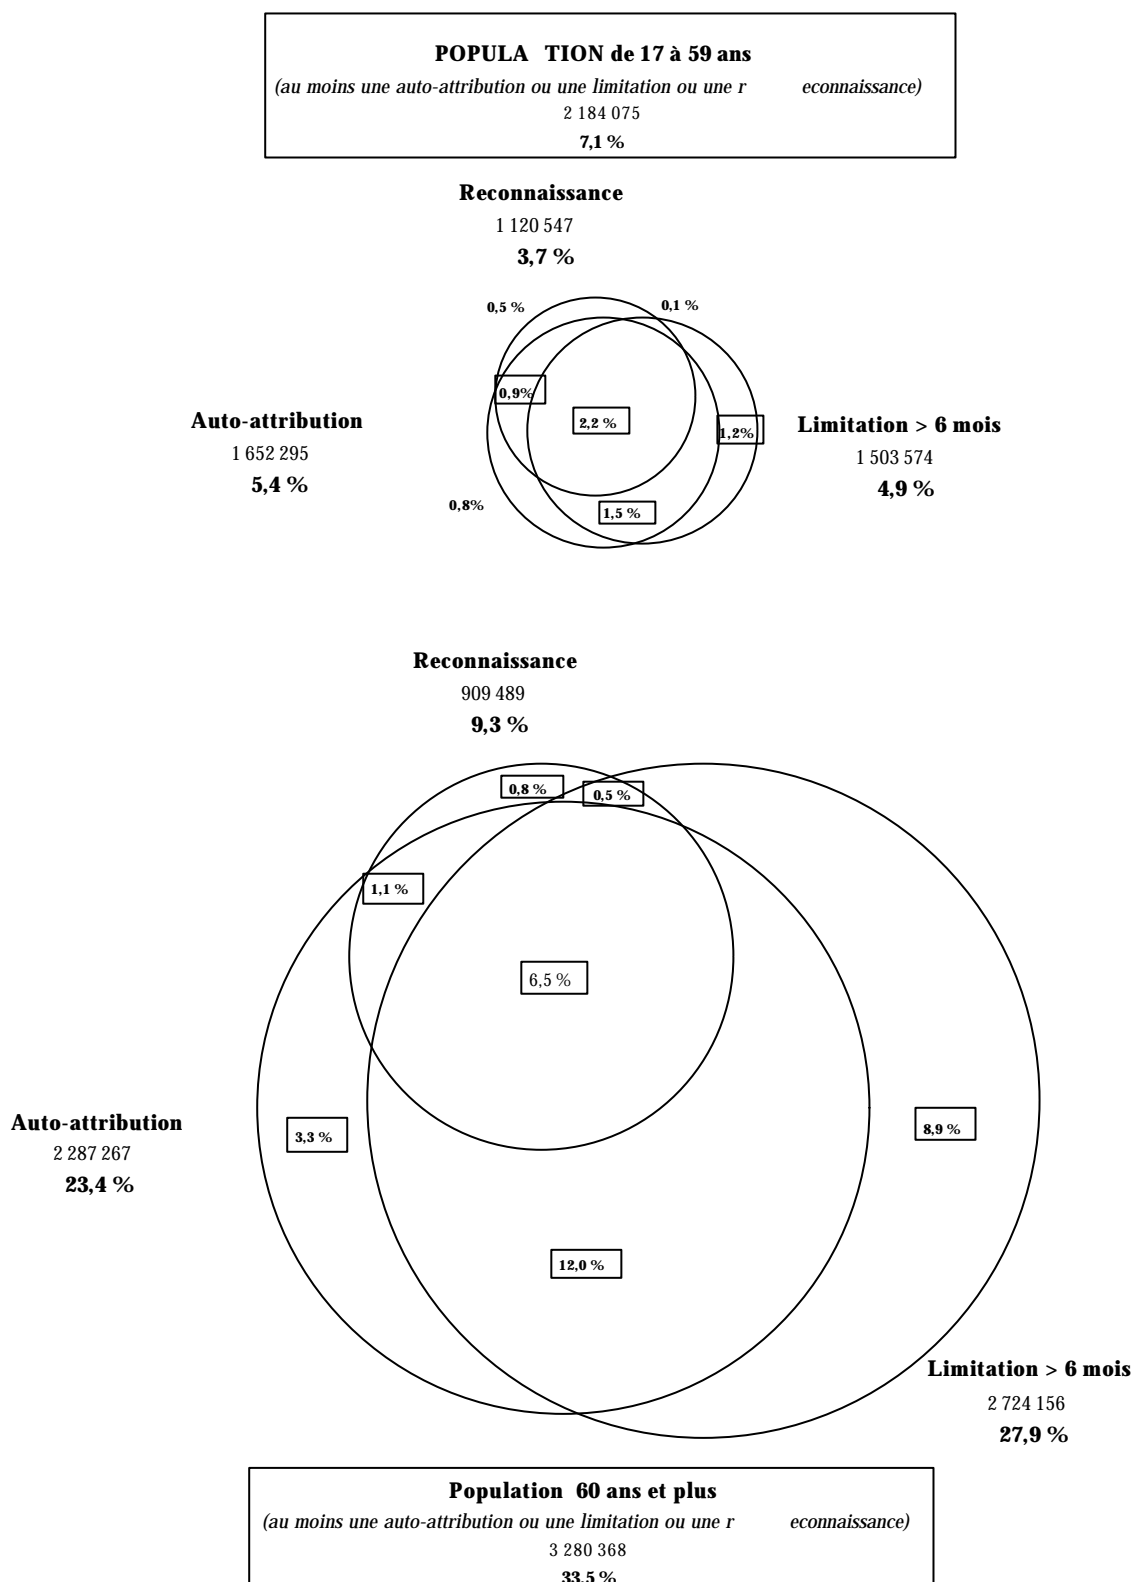 POPULA TION de 17 à 59 ans
(au moins une auto-attribution ou une limitation ou une r econnaissance)
2 184 075
7,1 %
Reconnaissance
1 120 547
3,7 %
0,5 %
0,1 %
0,9%
2,2 %
1,2%
Auto-attribution
1 652 295
5,4 %
Limitation > 6 mois
1 503 574
4,9 %
0,8%
1,5 %
Reconnaissance
909 489
9,3 %
0,8 %
0,5 %
1,1 %
6,5 %
Auto-attribution
2 287 267
23,4 %
3,3 %
8,9 %
12,0 %
Limitation > 6 mois
2 724 156
27,9 %
Population 60 ans et plus
(au moins une auto-attribution ou une limitation ou une r econnaissance)
3 280 368
33,5 %